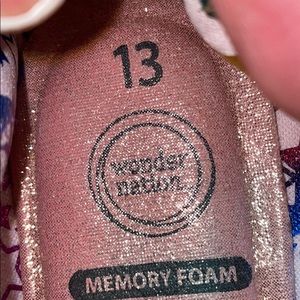 13
wonder
nation
MEMORY FOAM